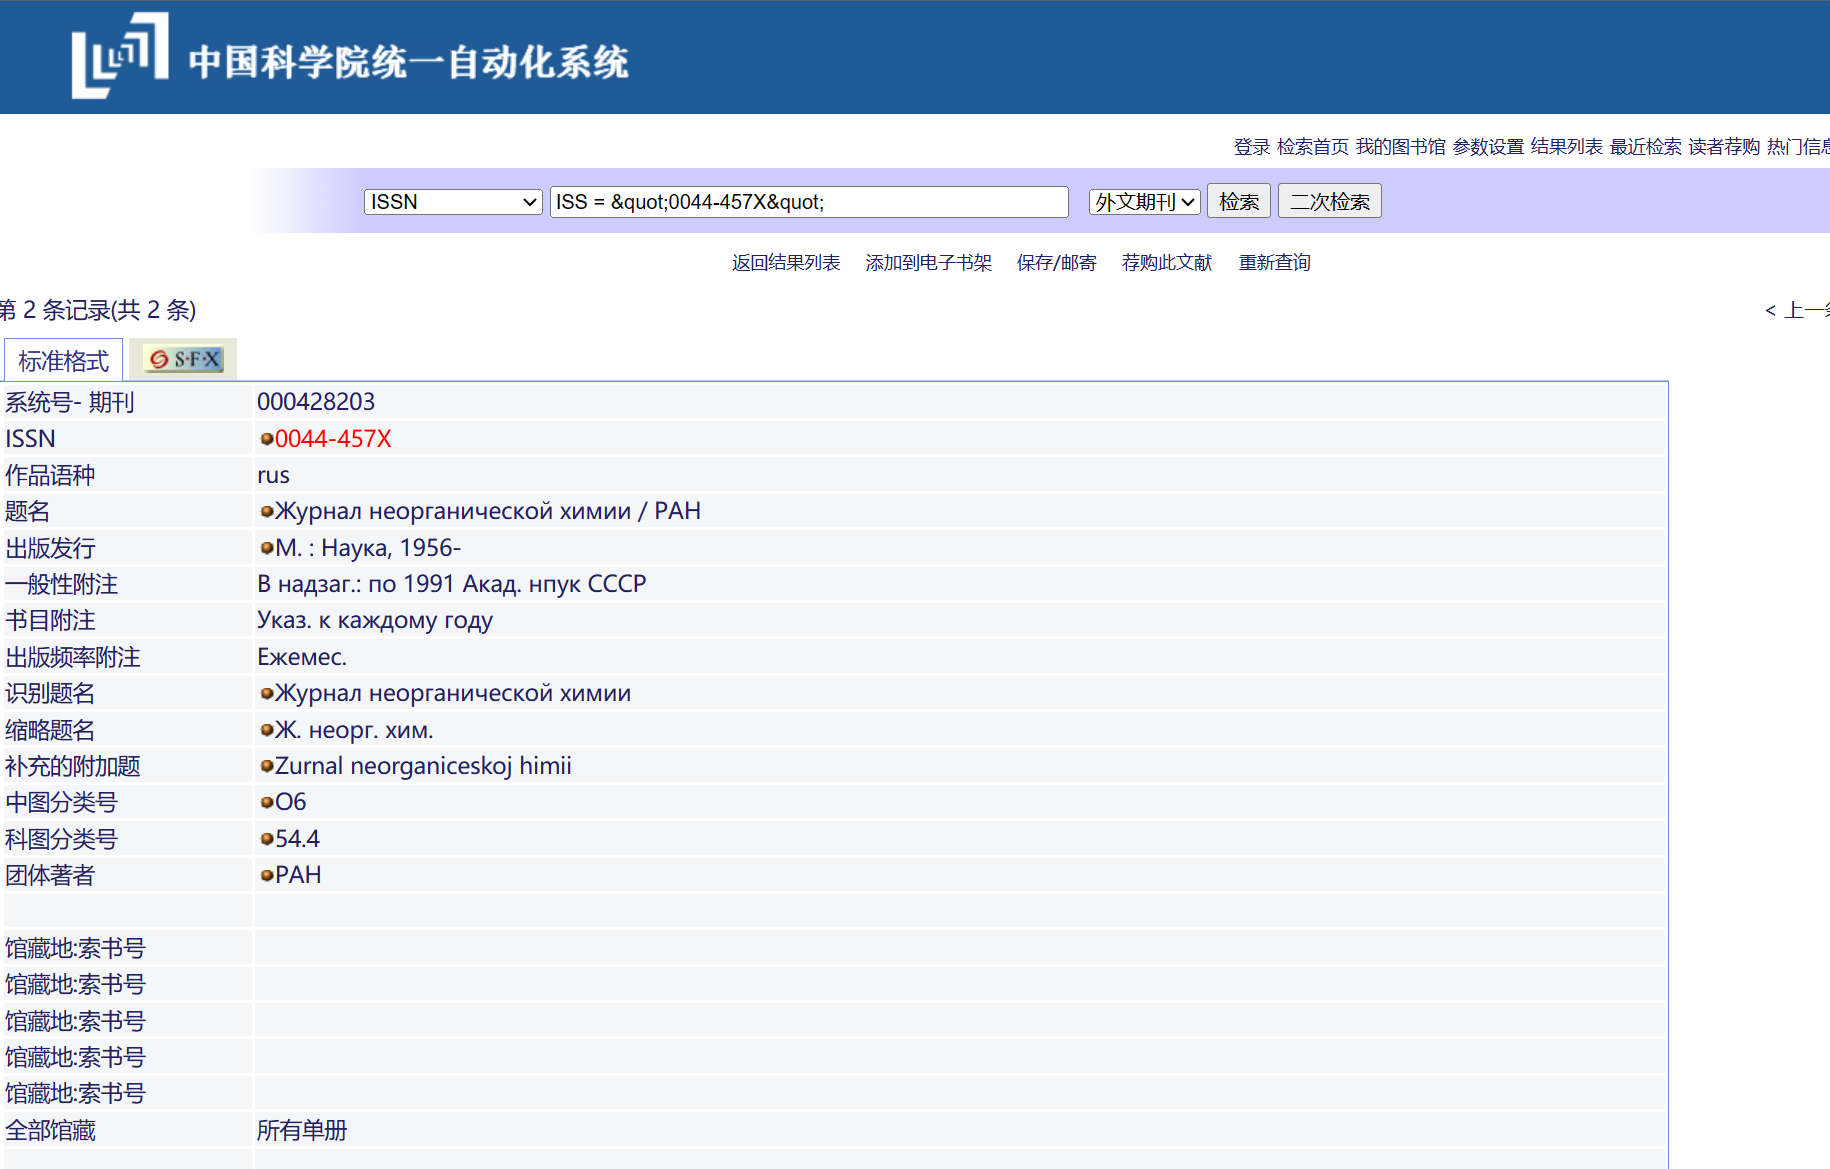 中国科学院统一自动化系统
登录 检索首页 我的图书馆 参数设置 结果列表 最近检索 读者荐购 热门信息
ISSN ISS = &quot;0044-457X&quot; 外文期刊 检索 二次检索
返回结果列表 添加到电子书架 保存/邮寄 荐购此文献 重新查询
第 2 条记录(共 2 条) < 上一条
标准格式 S·F·X
系统号- 期刊 000428203
ISSN 0044-457X
作品语种 rus
题名 Журнал неорганической химии / РАН
出版发行 М. : Наука, 1956-
一般性附注 В надзаг.: по 1991 Акад. нпук СССР
书目附注 Указ. к каждому году
出版频率附注 Ежемес.
识别题名 Журнал неорганической химии
缩略题名 Ж. неорг. хим.
补充的附加题 Zurnal neorganiceskoj himii
中图分类号 O6
科图分类号 54.4
团体著者 РАН
馆藏地:索书号
馆藏地:索书号
馆藏地:索书号
馆藏地:索书号
馆藏地:索书号
全部馆藏 所有单册